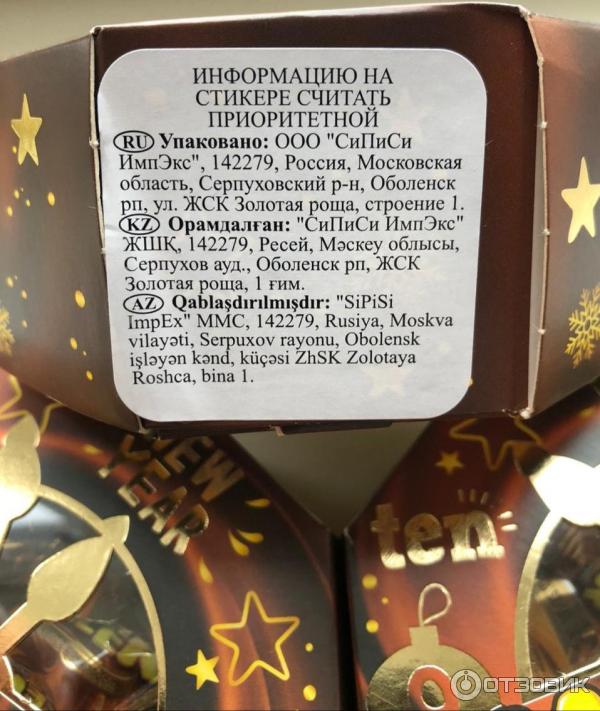 ИНФОРМАЦИЮ НА
СТИКЕРЕ СЧИТАТЬ
ПРИОРИТЕТНОЙ
RU Упаковано: ООО "СиПиСи
ИмпЭкс", 142279, Россия, Московская
область, Серпуховский р-н, Оболенск
рп, ул. ЖСК Золотая роща, строение 1.
KZ Орамдалған: "СиПиСи ИмпЭкс"
ЖШҚ, 142279, Ресей, Мәскеу облысы,
Серпухов ауд., Оболенск рп, ЖСК
Золотая роща, 1 ғим.
AZ Qablaşdırılmışdır: "SiPiSi
ImpEx" MMC, 142279, Rusiya, Moskva
vilayəti, Serpuxov rayonu, Obolensk
işləyən kənd, küçəsi ZhSK Zolotaya
Roshca, bina 1.
NEW
YEAR
ten
ОТЗОВИК